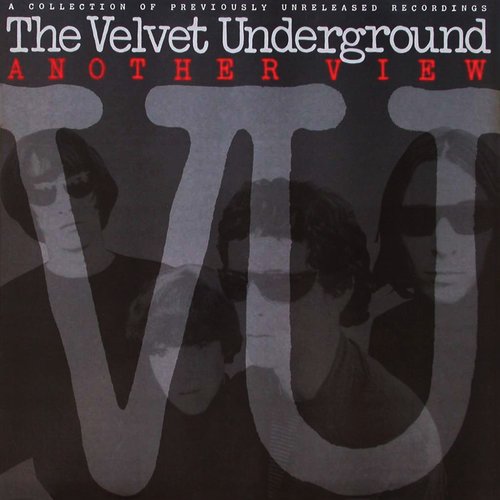 A COLLECTION OF PREVIOUSLY UNRELEASED RECORDINGS
The Velvet Underground
ANOTHER VIEW
VU